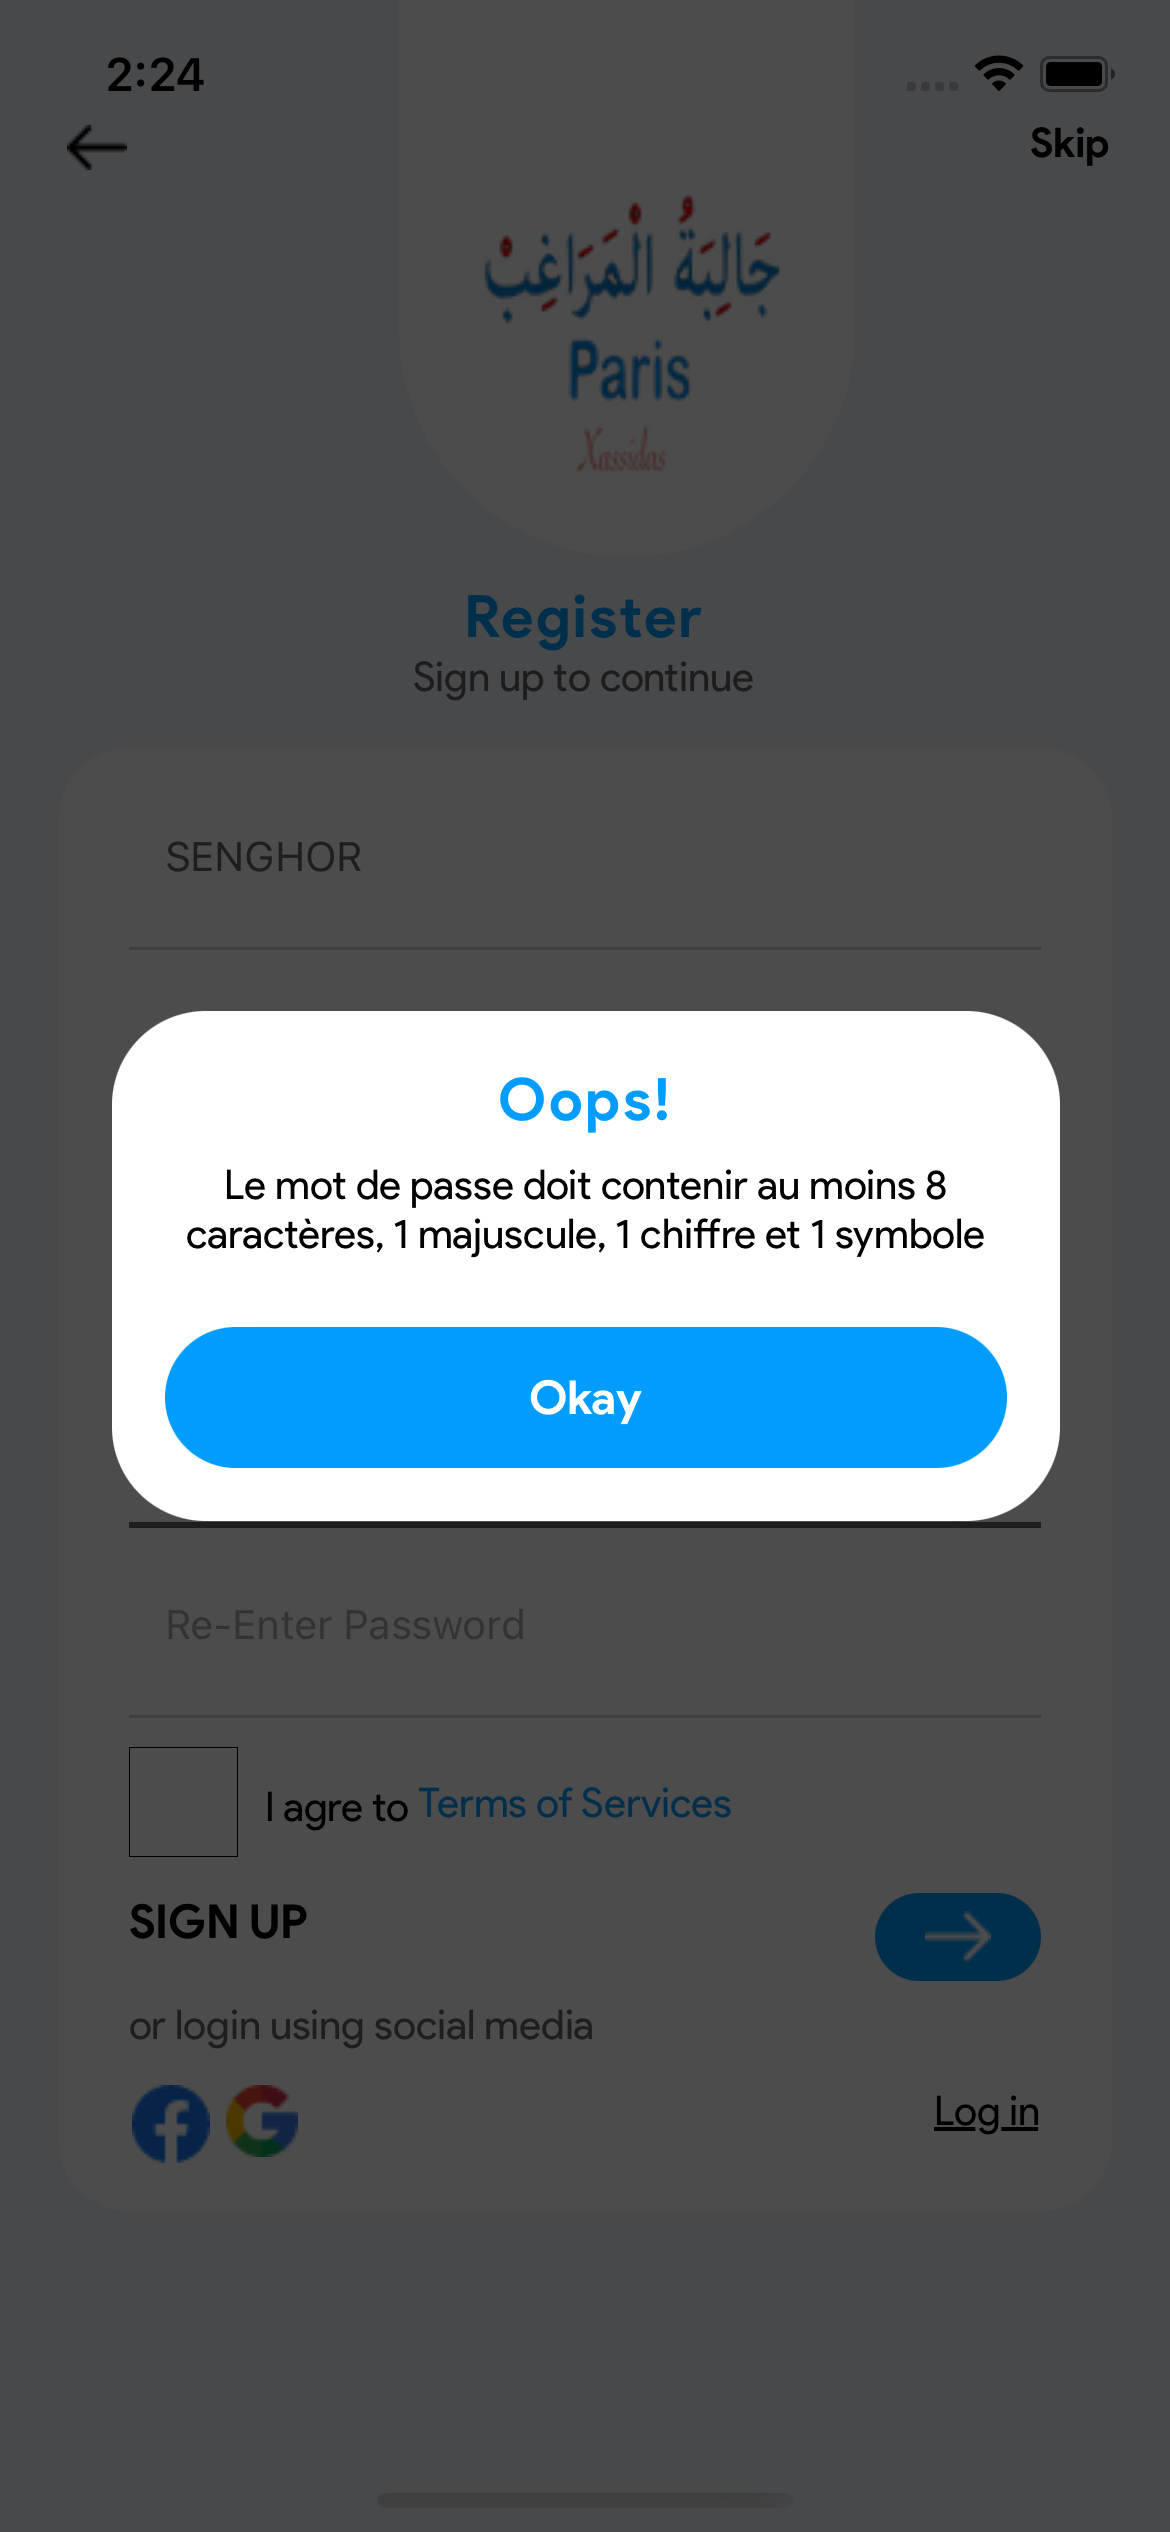 2:24
Skip
جَالِيَةُ الْمَرَاغِبْ
Paris
Xassidas
Register
Sign up to continue
SENGHOR
Oops!
Le mot de passe doit contenir au moins 8
caractères, 1 majuscule, 1 chiffre et 1 symbole
Okay
Re-Enter Password
I agre to Terms of Services
SIGN UP
or login using social media
Log in